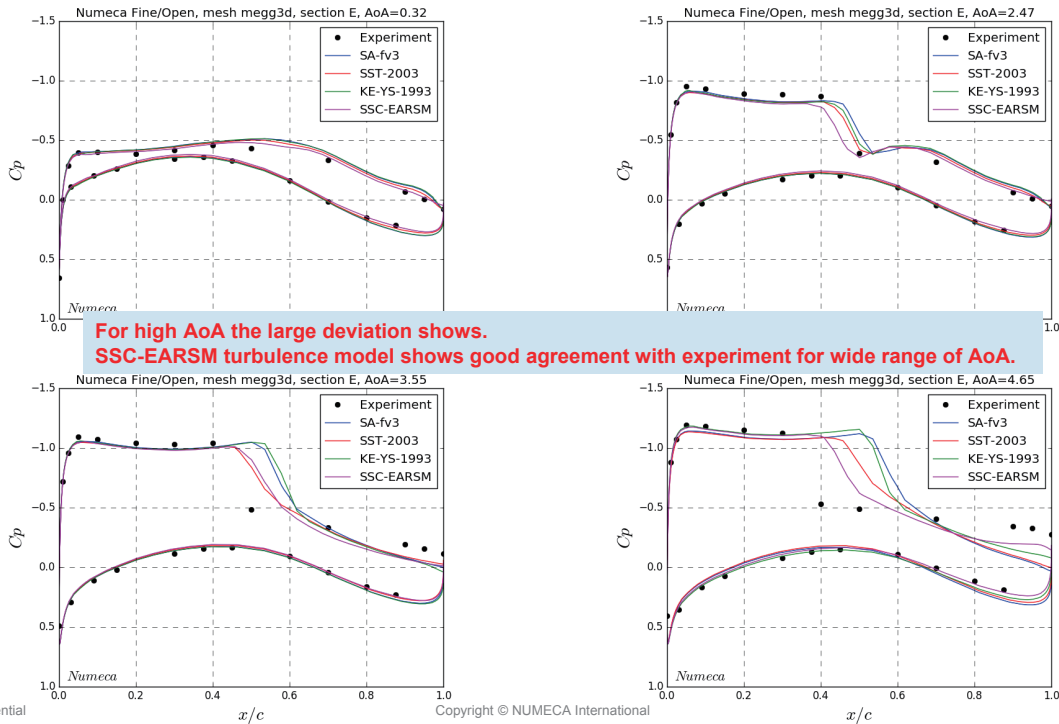 Numeca Fine/Open, mesh megg3d, section E, AoA=0.32
−1.5
−1.0
−0.5
0.0
0.5
1.0
Cp
Experiment
SA-fv3
SST-2003
KE-YS-1993
SSC-EARSM
Numeca
0.0
Numeca Fine/Open, mesh megg3d, section E, AoA=2.47
−1.5
−1.0
−0.5
0.0
0.5
Cp
Experiment
SA-fv3
SST-2003
KE-YS-1993
SSC-EARSM
Numeca
1.0
For high AoA the large deviation shows.
SSC-EARSM turbulence model shows good agreement with experiment for wide range of AoA.
Numeca Fine/Open, mesh megg3d, section E, AoA=3.55
−1.5
−1.0
−0.5
0.0
0.5
1.0
Cp
Experiment
SA-fv3
SST-2003
KE-YS-1993
SSC-EARSM
Numeca
0.0 0.2 0.4 0.6 0.8 1.0
x/c
Numeca Fine/Open, mesh megg3d, section E, AoA=4.65
−1.5
−1.0
−0.5
0.0
0.5
1.0
Cp
Experiment
SA-fv3
SST-2003
KE-YS-1993
SSC-EARSM
Numeca
0.0 0.2 0.4 0.6 0.8 1.0
x/c
ential
Copyright © NUMECA International